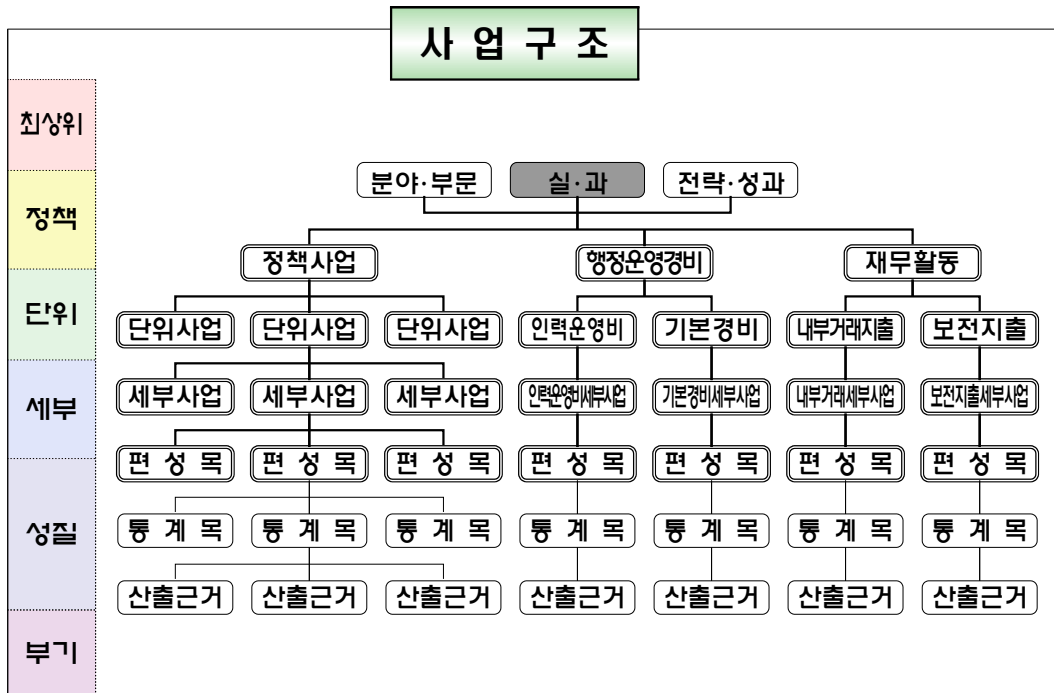 사 업 구 조
최상위
분야·부문 실·과 전략·성과
정책
정책사업 행정운영경비 재무활동
단위
단위사업 단위사업 단위사업 인력운영비 기본경비 내부거래지출 보전지출
세부
세부사업 세부사업 세부사업 인력운영비세부사업 기본경비세부사업 내부거래세부사업 보전지출세부사업
편 성 목 편 성 목 편 성 목 편 성 목 편 성 목 편 성 목 편 성 목
성질
통 계 목 통 계 목 통 계 목 통 계 목 통 계 목 통 계 목 통 계 목
산출근거 산출근거 산출근거 산출근거 산출근거 산출근거 산출근거
부기